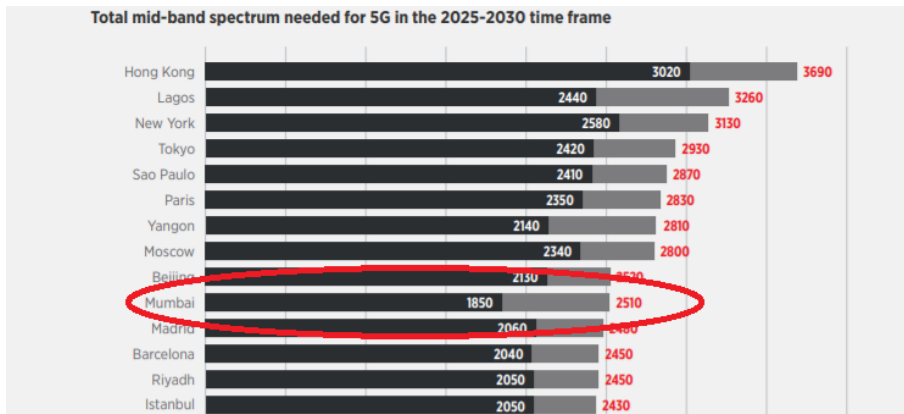 Total mid-band spectrum needed for 5G in the 2025-2030 time frame
Hong Kong 3020 3690
Lagos 2440 3260
New York 2580 3130
Tokyo 2420 2930
Sao Paulo 2410 2870
Paris 2350 2830
Yangon 2140 2810
Moscow 2340 2800
Beijing 2130 2520
Mumbai 1850 2510
Madrid 2060 2480
Barcelona 2040 2450
Riyadh 2050 2450
Istanbul 2050 2430